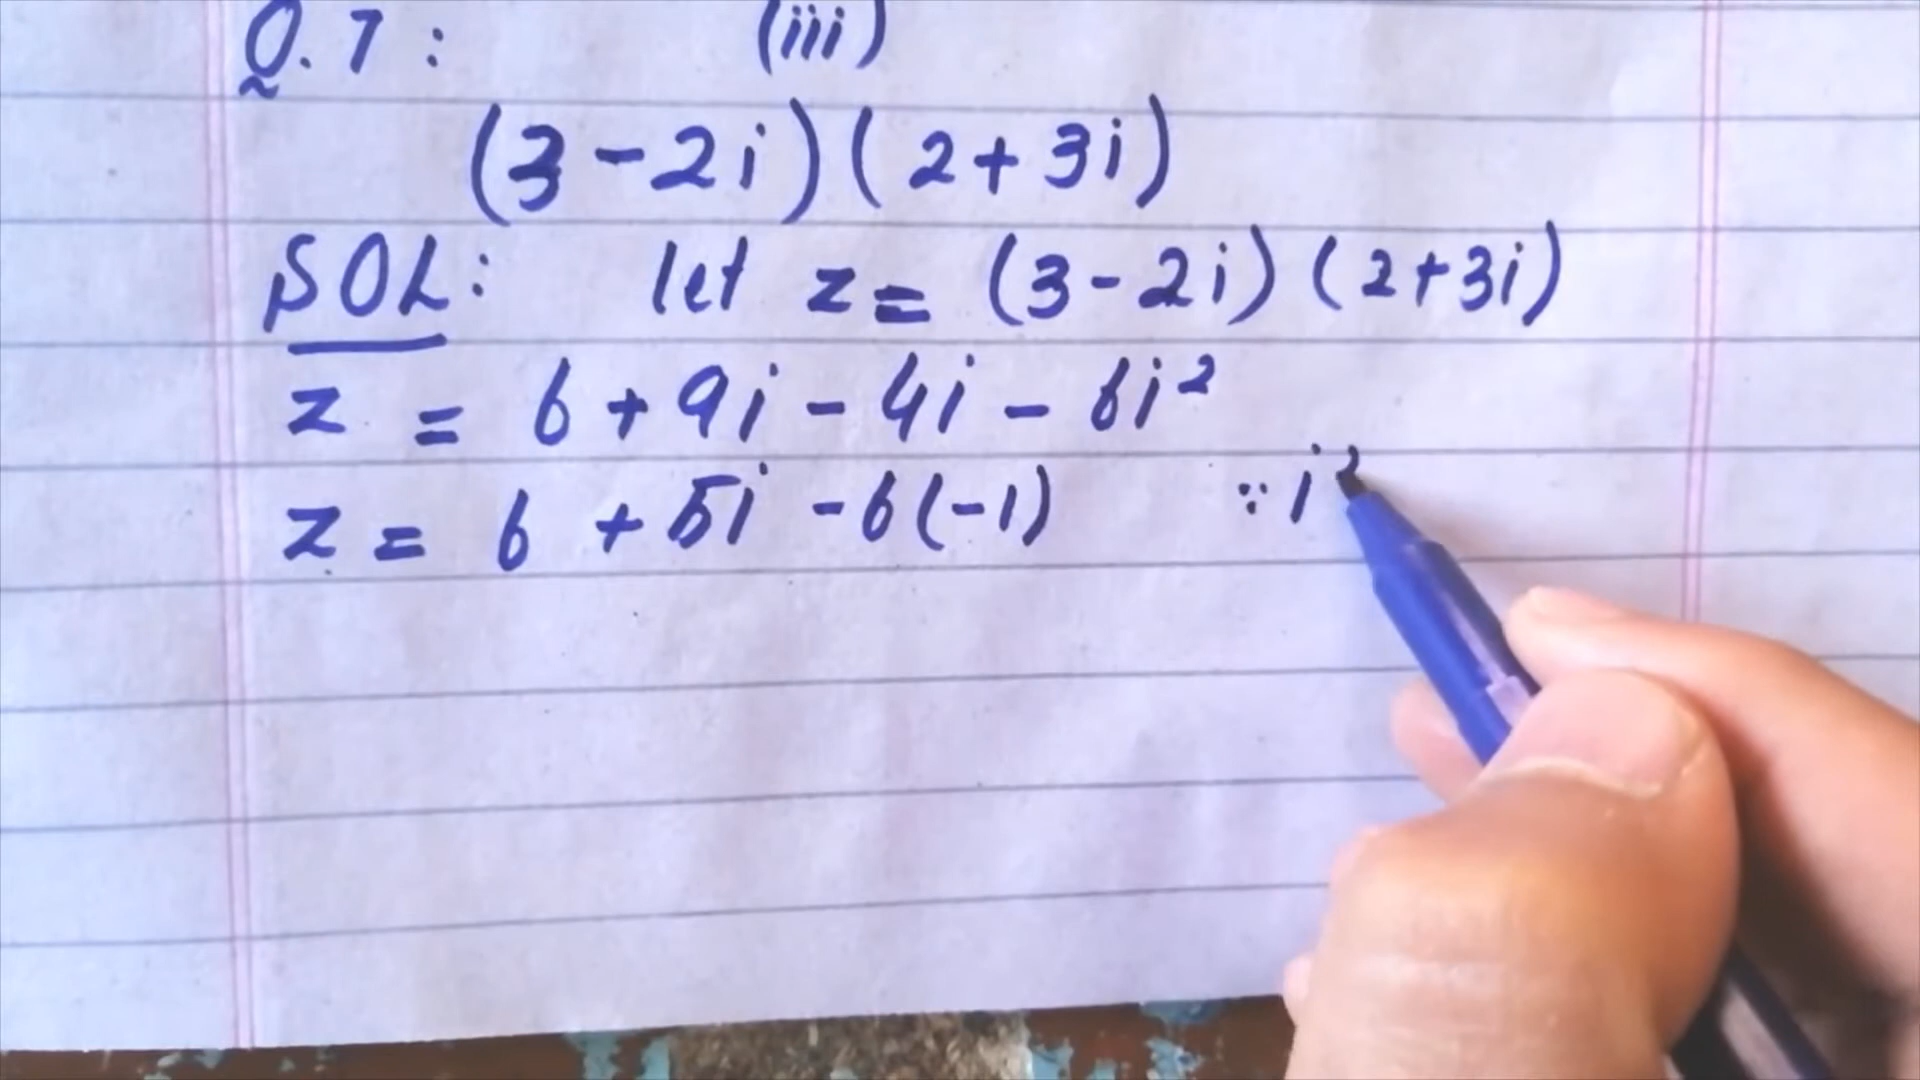 Q.7: (iii)
(3-2i)(2+3i)
SOL: let z = (3-2i)(2+3i)
z = 6 + 9i - 4i - 6i²
z = 6 + 5i - 6(-1) ∵ i²